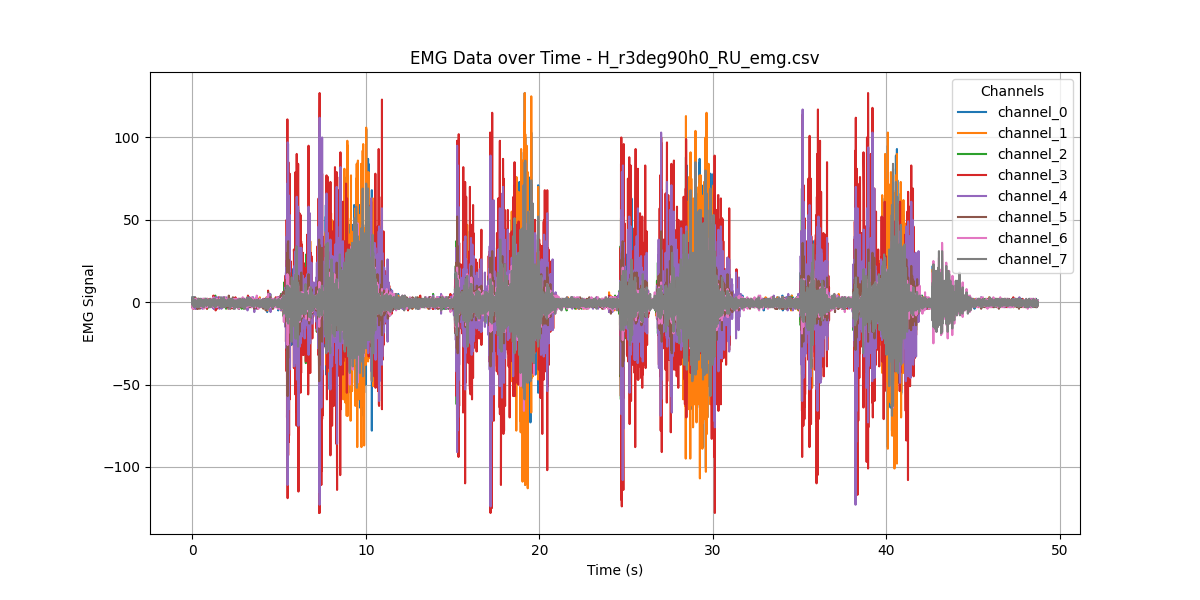 EMG Data over Time - H_r3deg90h0_RU_emg.csv
Channels
channel_0
channel_1
channel_2
channel_3
channel_4
channel_5
channel_6
channel_7
EMG Signal
100
50
0
−50
−100
0 10 20 30 40 50
Time (s)